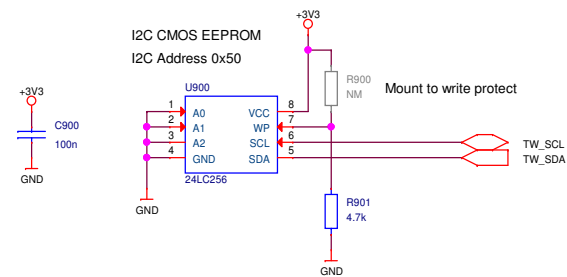 I2C CMOS EEPROM
I2C Address 0x50
+3V3
+3V3
C900
100n
GND
U900
1 A0 VCC 8
2 A1 WP 7
3 A2 SCL 6
4 GND SDA 5
24LC256
GND
R900
NM
Mount to write protect
TW_SCL
TW_SDA
R901
4.7k
GND